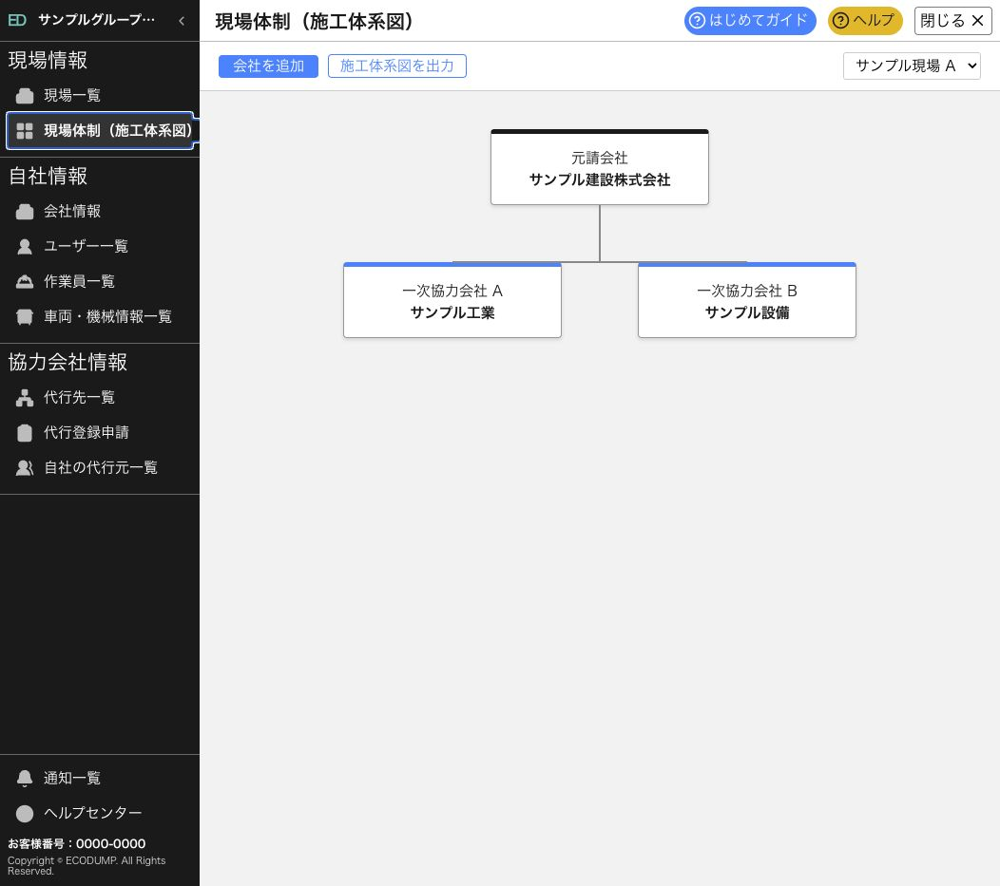 ED サンプルグループ…
現場情報
現場一覧
現場体制（施工体系図）
自社情報
会社情報
ユーザー一覧
作業員一覧
車両・機械情報一覧
協力会社情報
代行先一覧
代行登録申請
自社の代行元一覧
通知一覧
ヘルプセンター
お客様番号：0000-0000
Copyright © ECODUMP. All Rights
Reserved.
現場体制（施工体系図）
はじめてガイド
ヘルプ
閉じる ✕
会社を追加
施工体系図を出力
サンプル現場 A
元請会社
サンプル建設株式会社
一次協力会社 A
サンプル工業
一次協力会社 B
サンプル設備